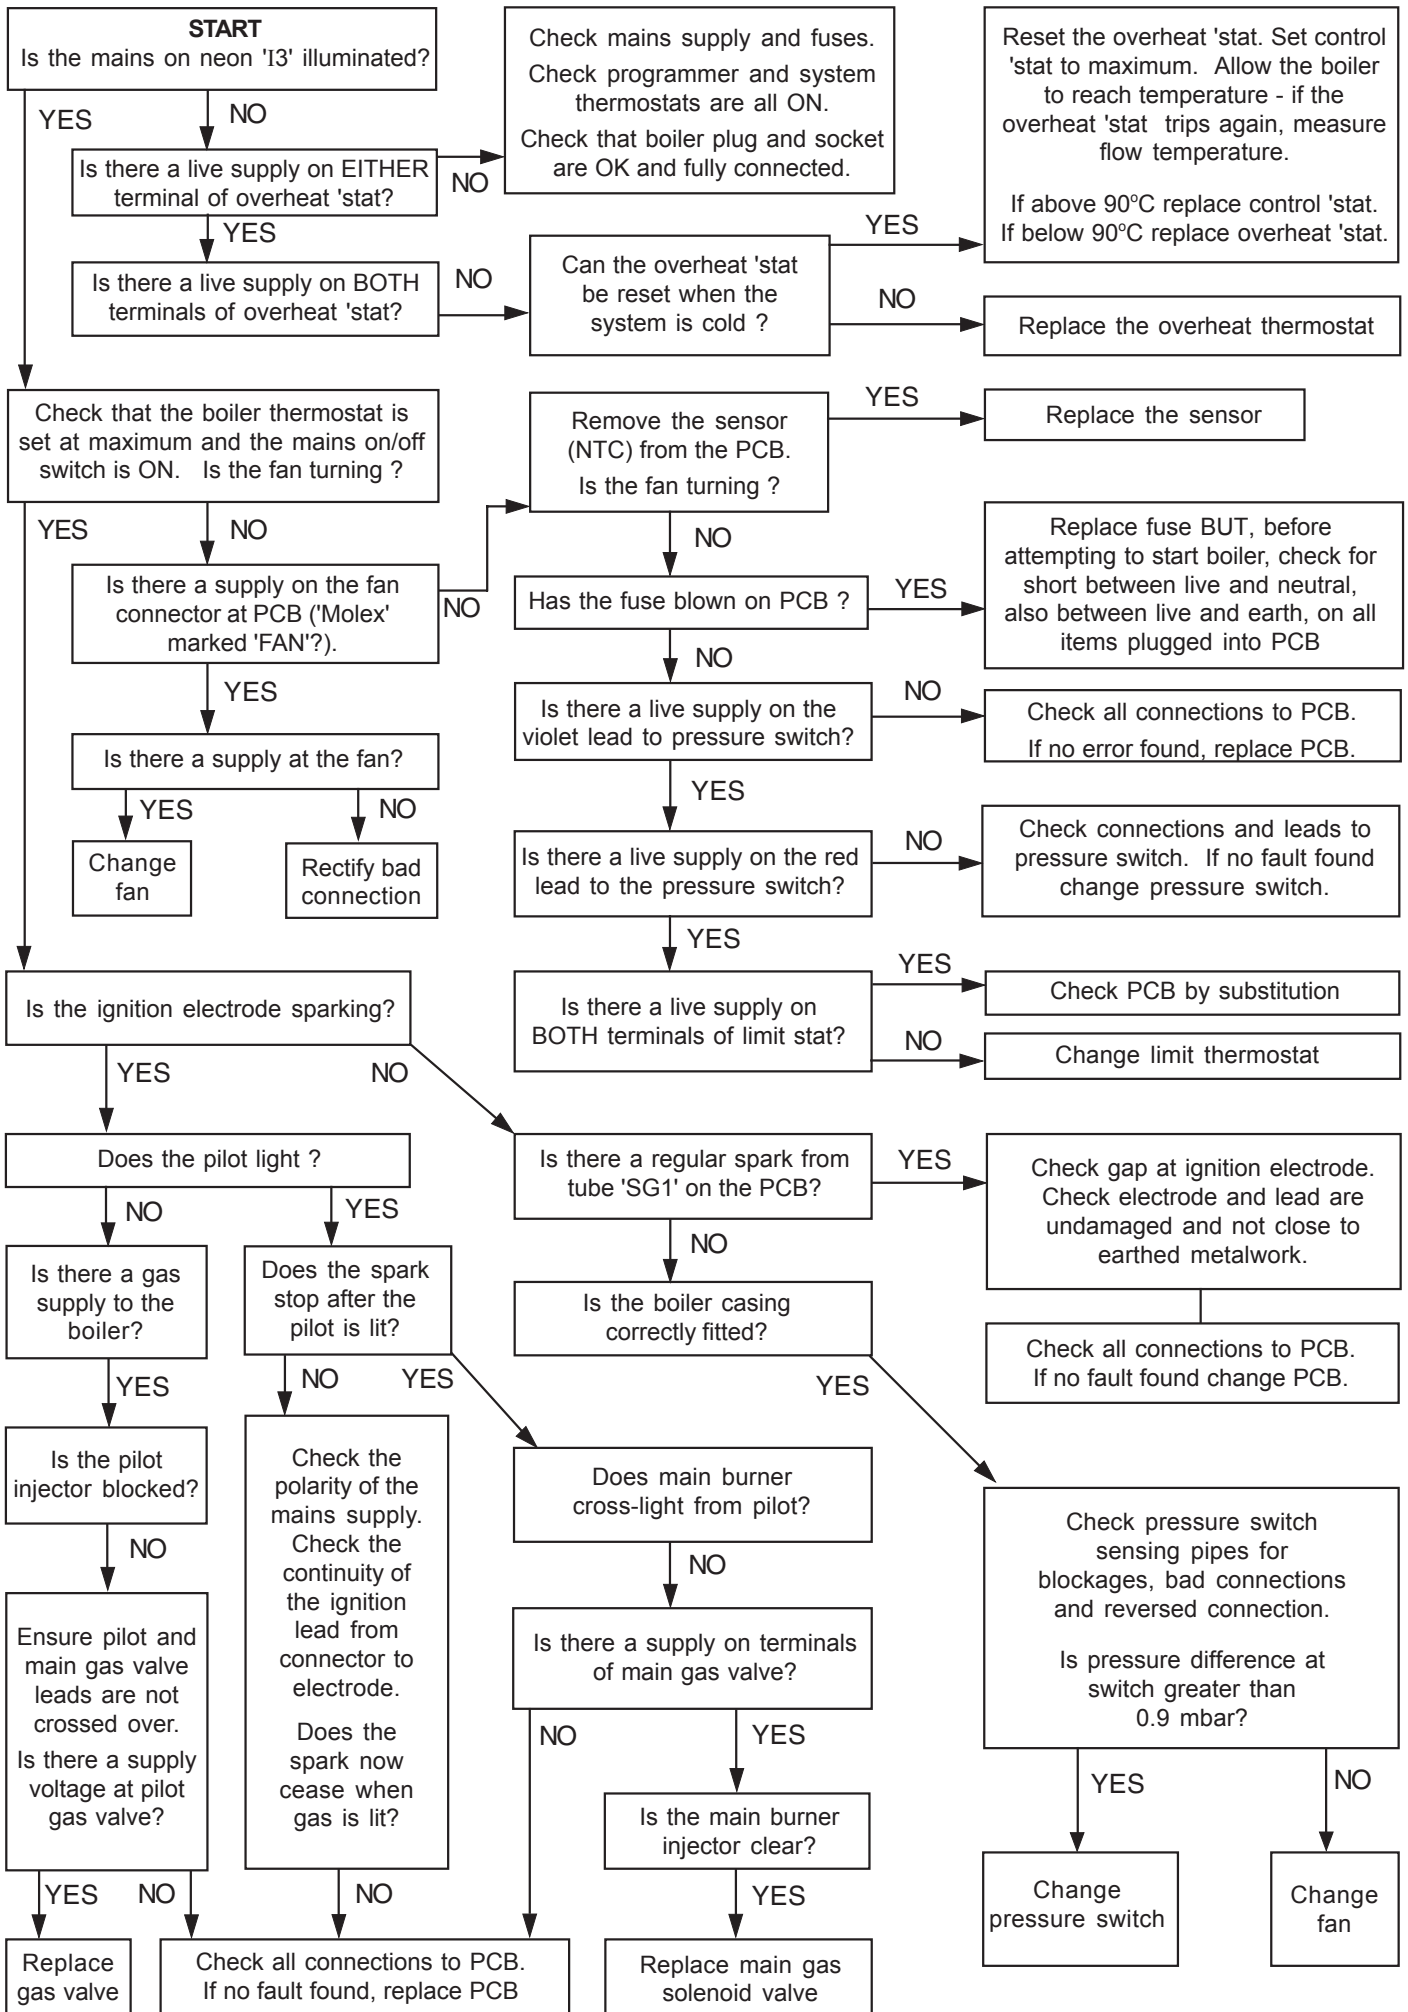 START
Is the mains on neon 'I3' illuminated?
YES
NO
Is there a live supply on EITHER
terminal of overheat 'stat?
NO
Check mains supply and fuses.
Check programmer and system
thermostats are all ON.
Check that boiler plug and socket
are OK and fully connected.
YES
Is there a live supply on BOTH
terminals of overheat 'stat?
NO
Can the overheat 'stat
be reset when the
system is cold ?
YES
Reset the overheat 'stat. Set control
'stat to maximum. Allow the boiler
to reach temperature - if the
overheat 'stat trips again, measure
flow temperature.
If above 90°C replace control 'stat.
If below 90°C replace overheat 'stat.
NO
Replace the overheat thermostat
Check that the boiler thermostat is
set at maximum and the mains on/off
switch is ON. Is the fan turning ?
YES
NO
Is there a supply on the fan
connector at PCB ('Molex'
marked 'FAN'?).
NO
YES
Is there a supply at the fan?
YES
NO
Change
fan
Rectify bad
connection
Remove the sensor
(NTC) from the PCB.
Is the fan turning ?
YES
Replace the sensor
NO
Has the fuse blown on PCB ?
YES
Replace fuse BUT, before
attempting to start boiler, check for
short between live and neutral,
also between live and earth, on all
items plugged into PCB
NO
Is there a live supply on the
violet lead to pressure switch?
NO
Check all connections to PCB.
If no error found, replace PCB.
YES
Is there a live supply on the red
lead to the pressure switch?
NO
Check connections and leads to
pressure switch. If no fault found
change pressure switch.
YES
Is there a live supply on
BOTH terminals of limit stat?
YES
Check PCB by substitution
NO
Change limit thermostat
Is the ignition electrode sparking?
YES
NO
Does the pilot light ?
NO
YES
Is there a regular spark from
tube 'SG1' on the PCB?
YES
Check gap at ignition electrode.
Check electrode and lead are
undamaged and not close to
earthed metalwork.
Check all connections to PCB.
If no fault found change PCB.
NO
Is the boiler casing
correctly fitted?
YES
Check pressure switch
sensing pipes for
blockages, bad connections
and reversed connection.
Is pressure difference at
switch greater than
0.9 mbar?
YES
NO
Change
pressure switch
Change
fan
Is there a gas
supply to the
boiler?
YES
Is the pilot
injector blocked?
NO
Ensure pilot and
main gas valve
leads are not
crossed over.
Is there a supply
voltage at pilot
gas valve?
YES
NO
Replace
gas valve
Does the spark
stop after the
pilot is lit?
NO
YES
Check the
polarity of the
mains supply.
Check the
continuity of
the ignition
lead from
connector to
electrode.
Does the
spark now
cease when
gas is lit?
NO
Check all connections to PCB.
If no fault found, replace PCB
Does main burner
cross-light from pilot?
NO
Is there a supply on terminals
of main gas valve?
NO
YES
Is the main burner
injector clear?
YES
Replace main gas
solenoid valve